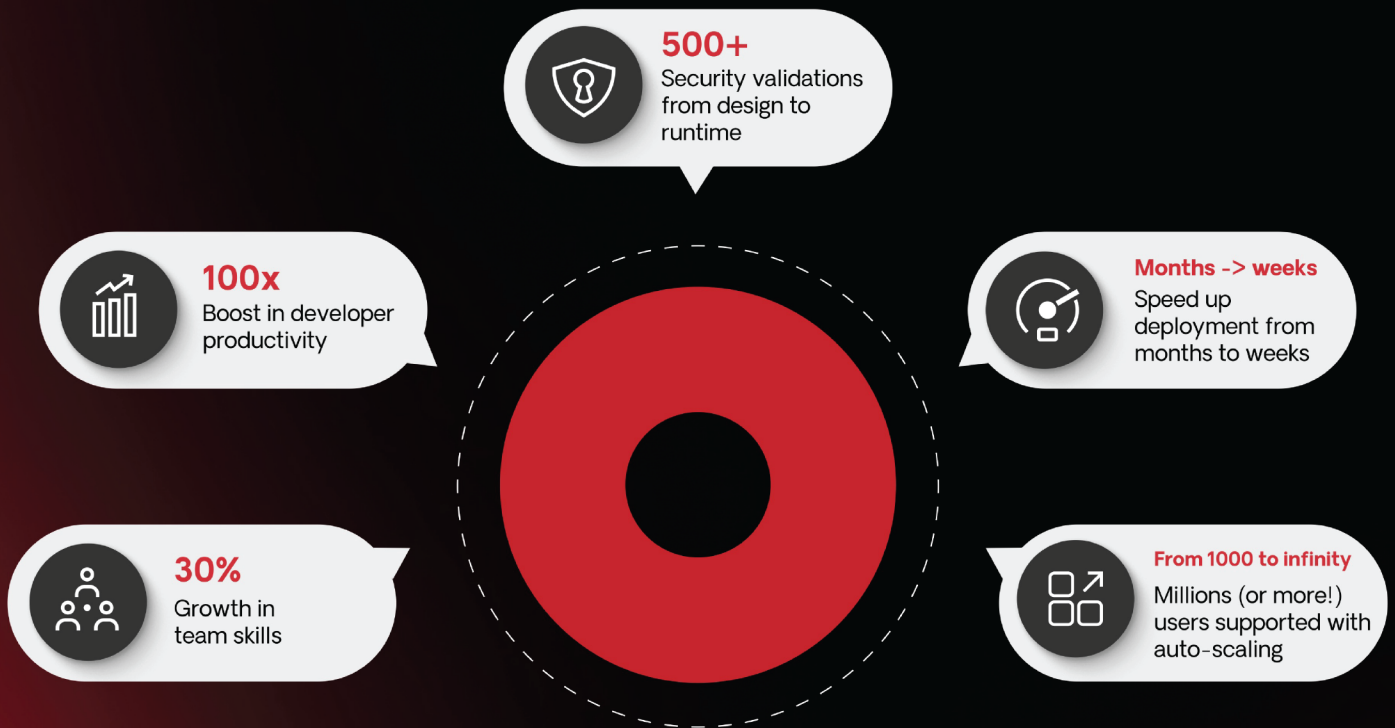 500+
Security validations
from design to
runtime
100x
Boost in developer
productivity
Months -> weeks
Speed up
deployment from
months to weeks
30%
Growth in
team skills
From 1000 to infinity
Millions (or more!)
users supported with
auto-scaling